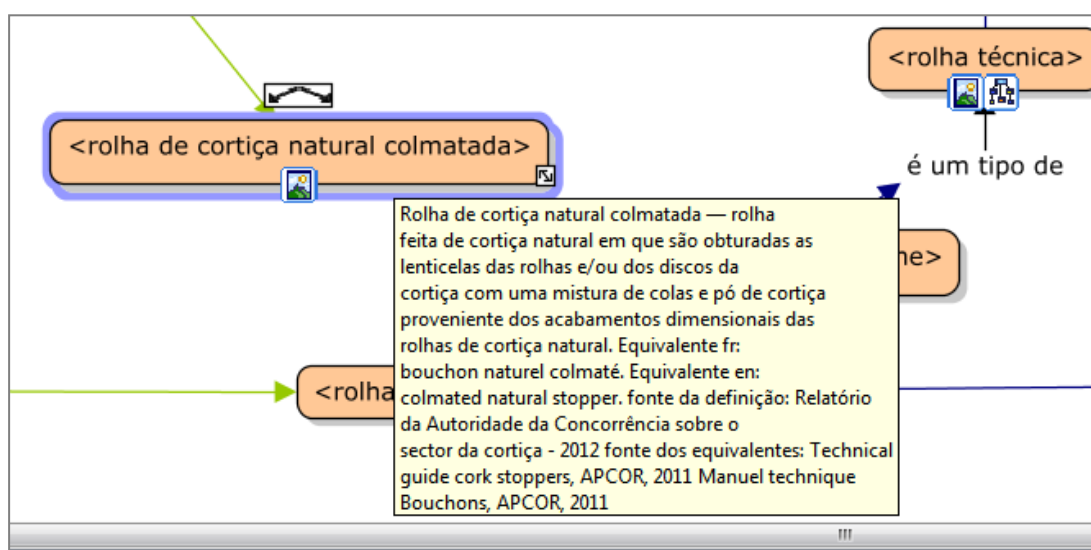 <rolha técnica>
<rolha de cortiça natural colmatada>
é um tipo de
Rolha de cortiça natural colmatada — rolha
feita de cortiça natural em que são obturadas as
lenticelas das rolhas e/ou dos discos da
cortiça com uma mistura de colas e pó de cortiça
proveniente dos acabamentos dimensionais das
rolhas de cortiça natural. Equivalente fr:
bouchon naturel colmaté. Equivalente en:
colmated natural stopper. fonte da definição: Relatório
da Autoridade da Concorrência sobre o
sector da cortiça - 2012 fonte dos equivalentes: Technical
guide cork stoppers, APCOR, 2011 Manuel technique
Bouchons, APCOR, 2011
<rolha